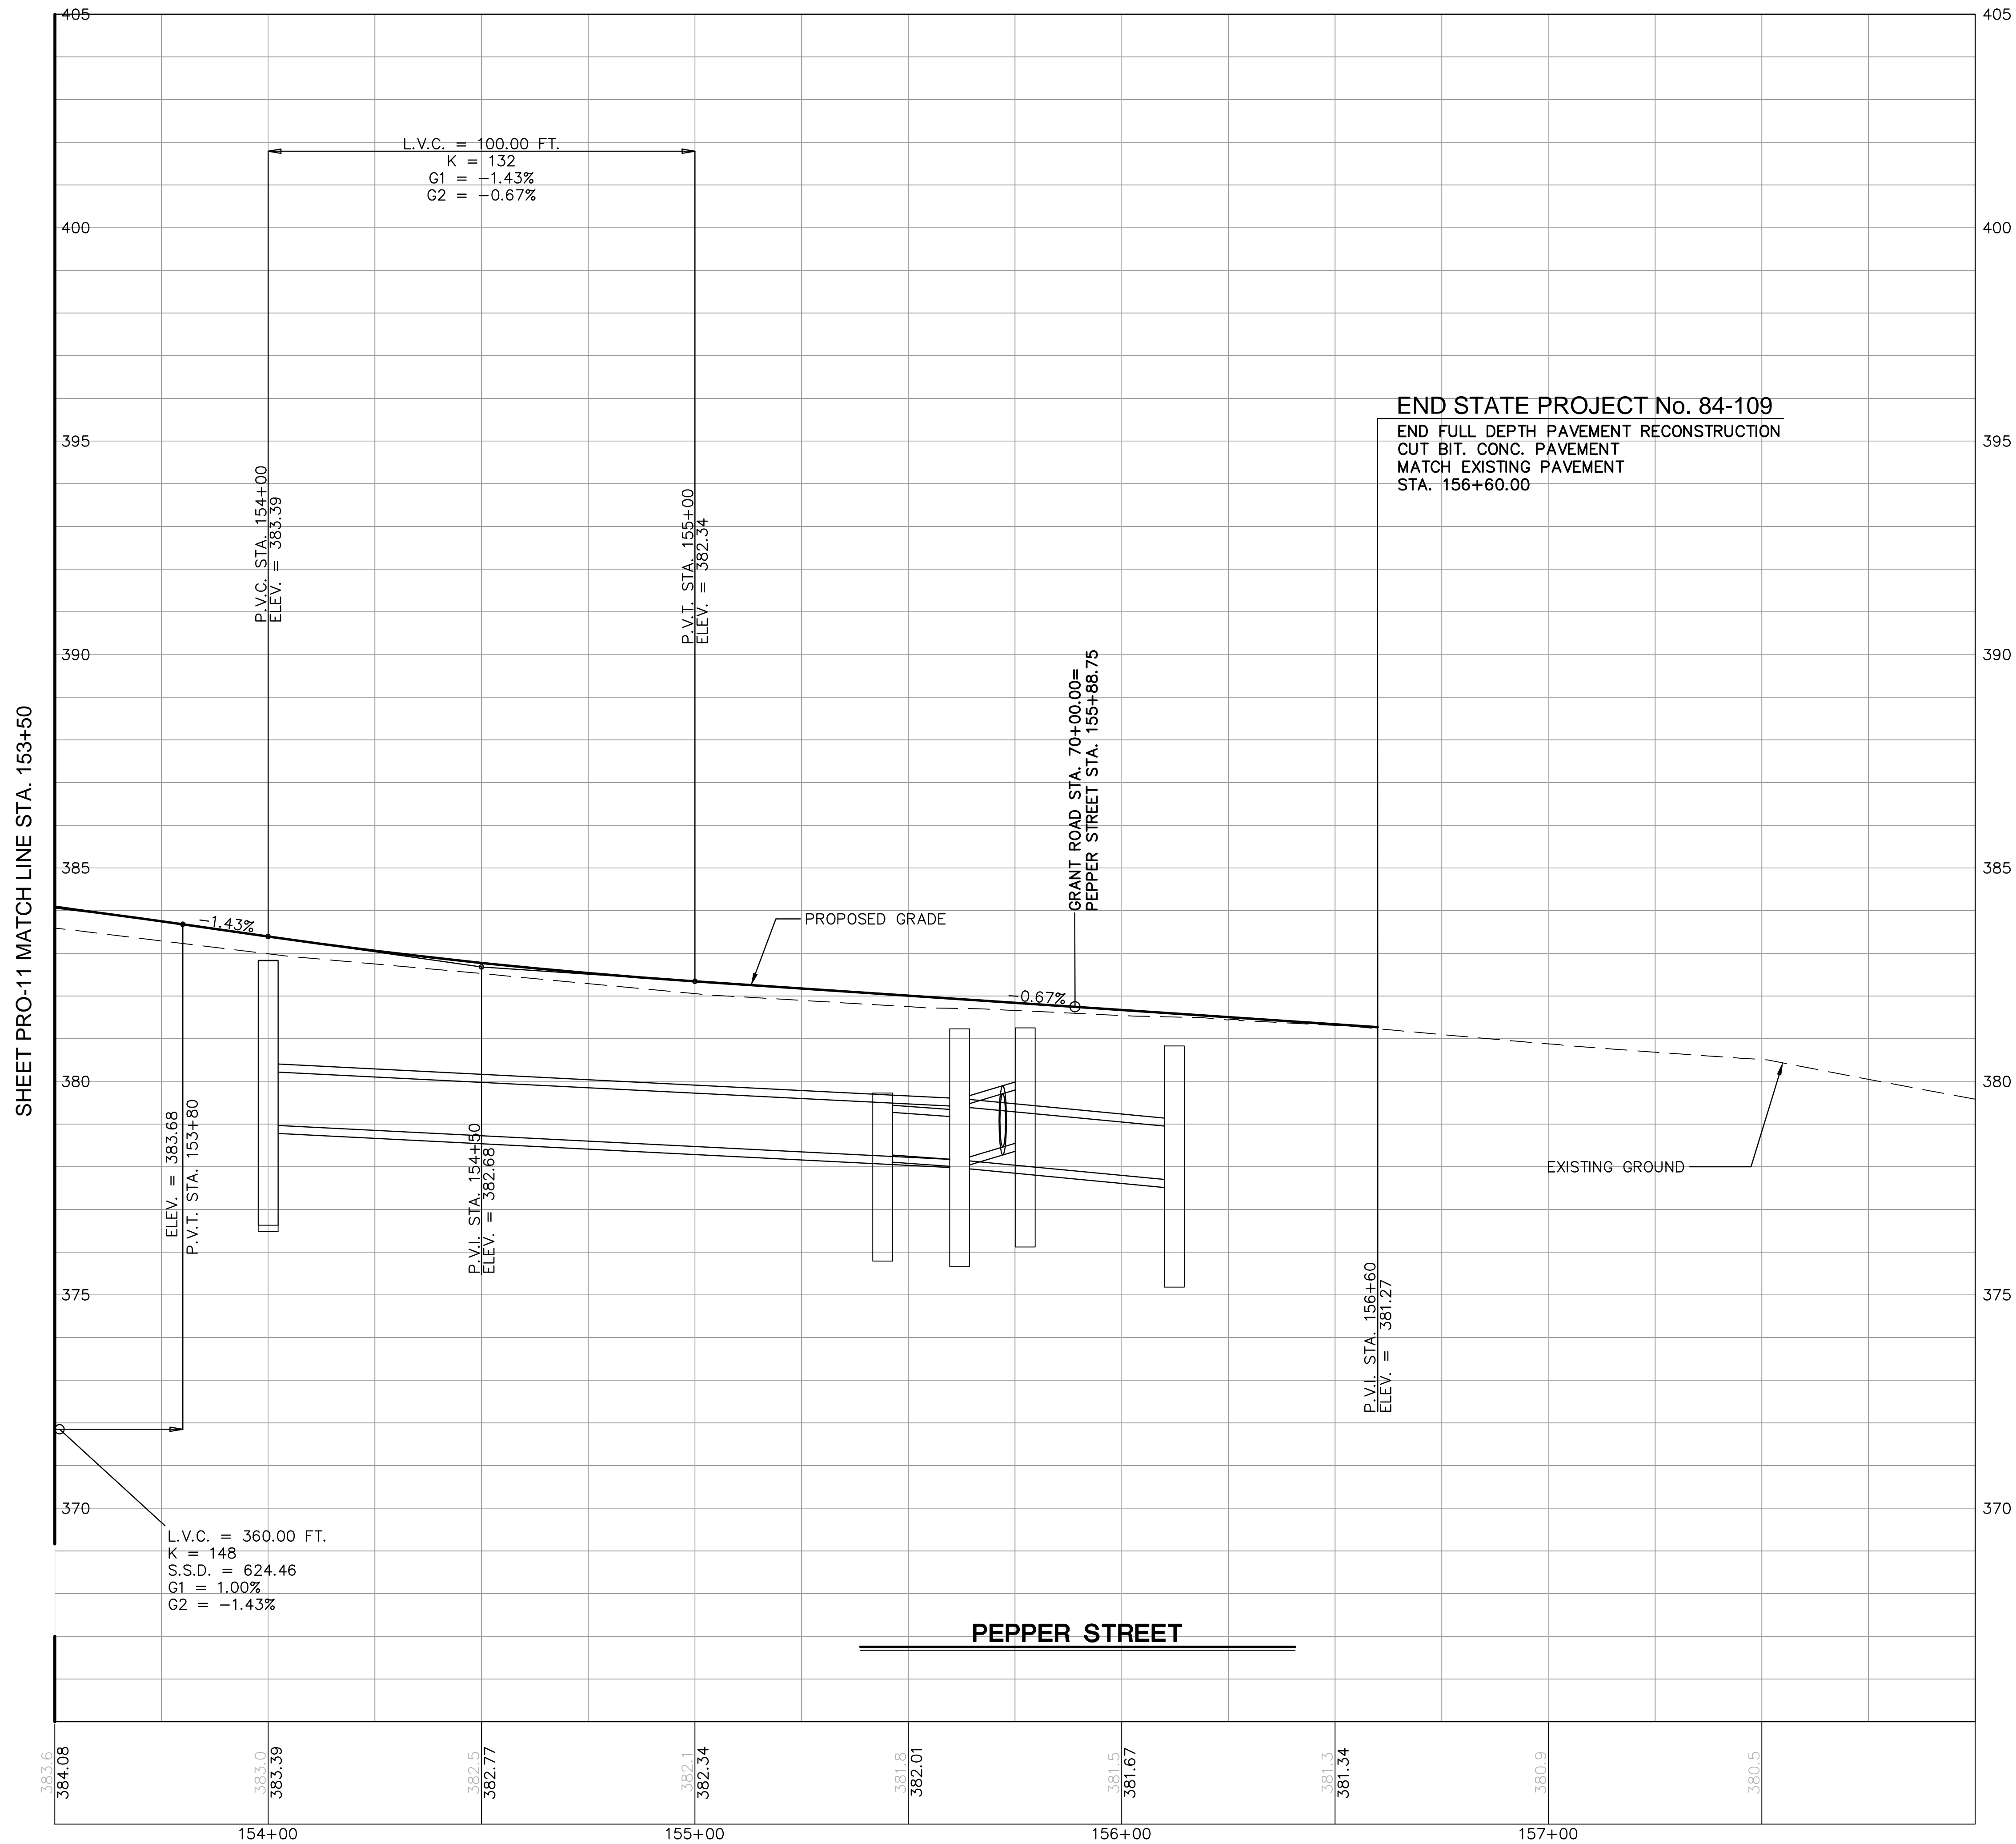 405
405
L.V.C. = 100.00 FT.
K = 132
G1 = -1.43%
G2 = -0.67%
400
400
END STATE PROJECT No. 84-109
END FULL DEPTH PAVEMENT RECONSTRUCTION
CUT BIT. CONC. PAVEMENT
MATCH EXISTING PAVEMENT
STA. 156+60.00
395
395
P.V.C. STA. 154+00
ELEV. = 383.39
P.V.T. STA. 155+00
ELEV. = 382.34
390
390
GRANT ROAD STA. 70+00.00=
PEPPER STREET STA. 155+88.75
SHEET PRO-11 MATCH LINE STA. 153+50
385
385
-1.43%
PROPOSED GRADE
-0.67%
380
380
ELEV. = 383.68
P.V.T. STA. 153+80
P.V.I. STA. 154+50
ELEV. = 382.68
EXISTING GROUND
375
375
P.V.I. STA. 156+60
ELEV. = 381.27
370
370
L.V.C. = 360.00 FT.
K = 148
S.S.D. = 624.46
G1 = 1.00%
G2 = -1.43%
PEPPER STREET
383.6
384.08
383.0
383.39
382.5
382.77
382.1
382.34
381.8
382.01
381.5
381.67
381.3
381.34
380.9
380.5
154+00
155+00
156+00
157+00